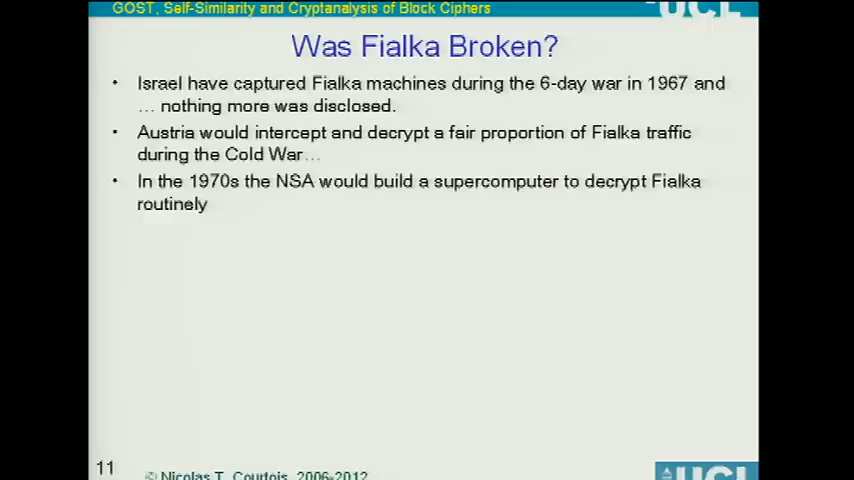 GOST, Self-Similarity and Cryptanalysis of Block Ciphers
UCL
Was Fialka Broken?
• Israel have captured Fialka machines during the 6-day war in 1967 and
… nothing more was disclosed.
• Austria would intercept and decrypt a fair proportion of Fialka traffic
during the Cold War…
• In the 1970s the NSA would build a supercomputer to decrypt Fialka
routinely
11
© Nicolas T. Courtois, 2006-2012
UCL